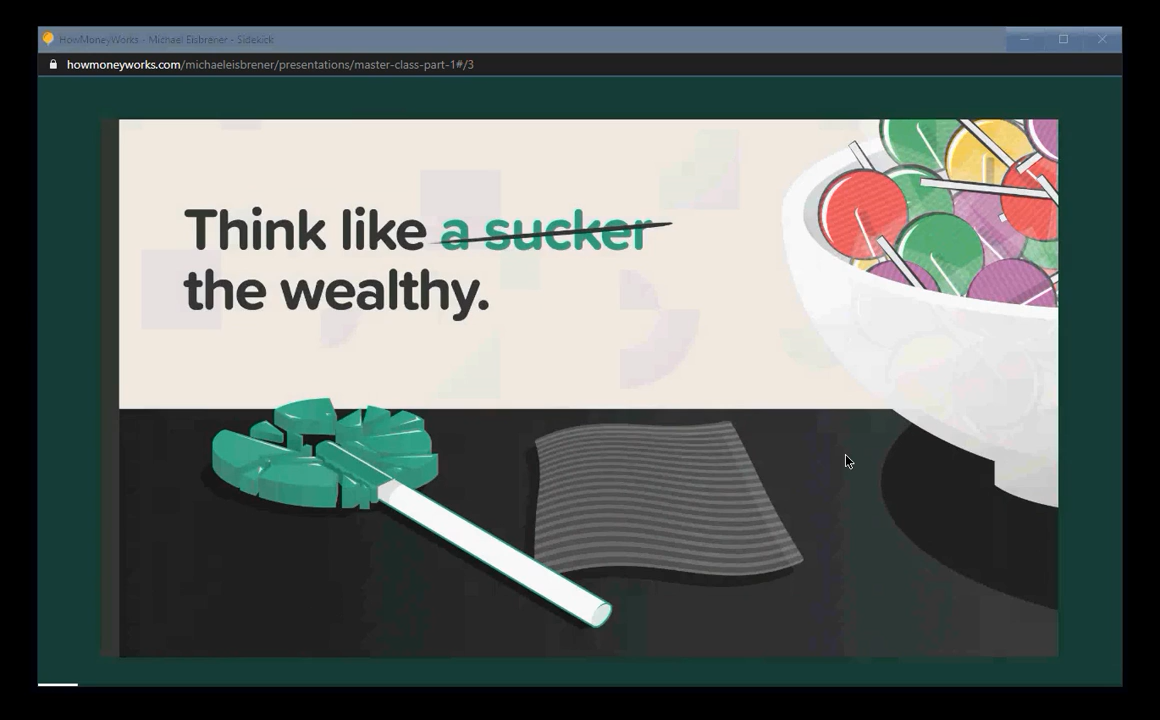 HowMoneyWorks - Michael Eisbrener - Sidekick
howmoneyworks.com/michaeleisbrener/presentations/master-class-part-1#/3
Think like a sucker
the wealthy.